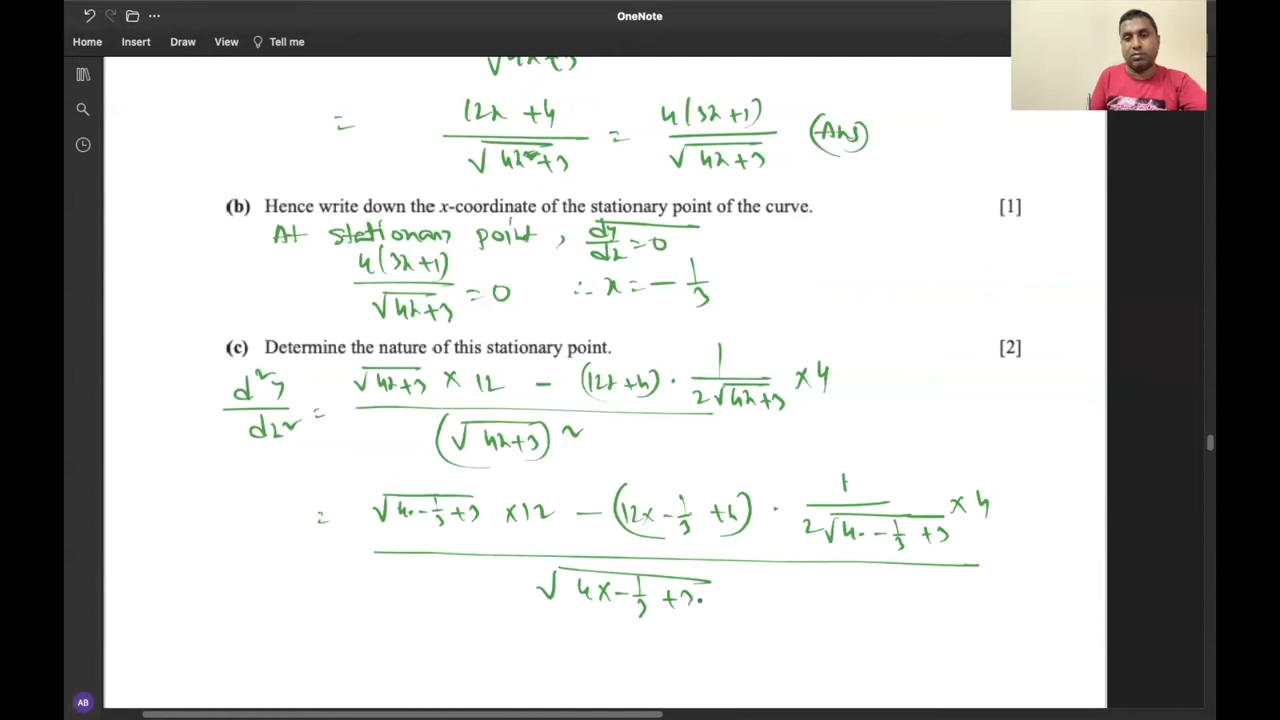 OneNote
Home Insert Draw View Tell me
√4x+3
= 12x + 4 / √4x+3 = 4(3x+1) / √4x+3 (Ans)
(b) Hence write down the x-coordinate of the stationary point of the curve. [1]
At stationary point, dy/dx = 0
4(3x+1) / √4x+3 = 0 ∴ x = - 1/3
(c) Determine the nature of this stationary point. [2]
d²y/dx² = √4x+3 × 12 - (12x+4) · 1 / 2√4x+3 × 4 / (√4x+3)²
= √4·-1/3+3 ×12 - (12×-1/3 +4) · 1 / 2√4·-1/3+3 × 4 / √4×-1/3+3
AB